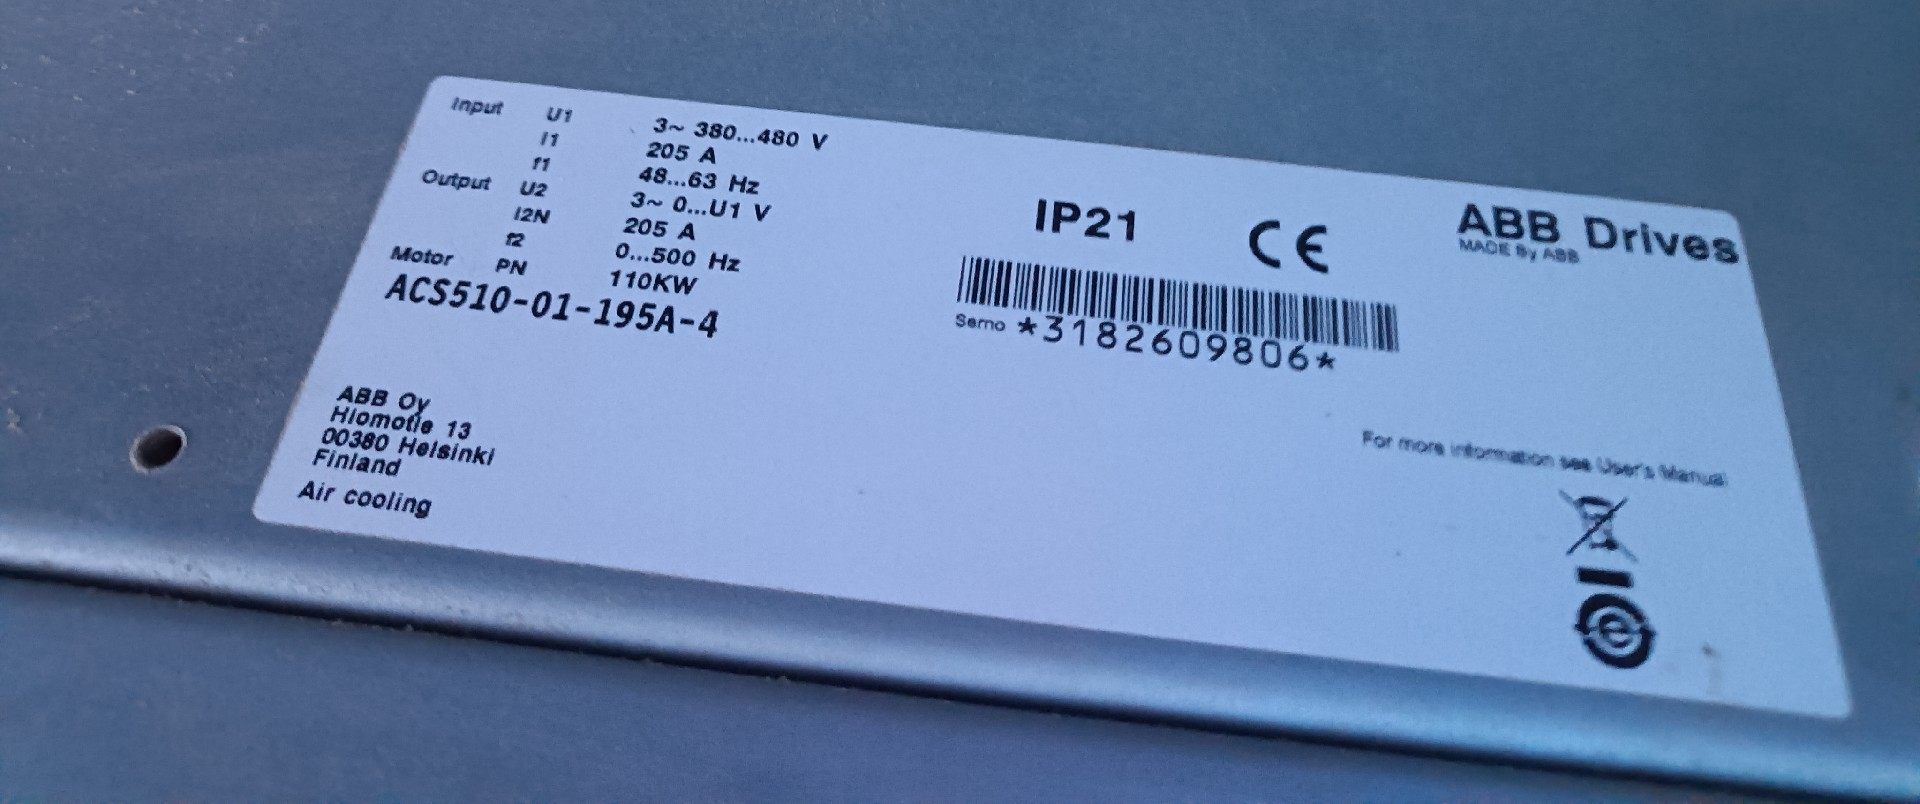 Input U1 3~ 380...480 V
I1 205 A
f1 48...63 Hz
Output U2 3~ 0...U1 V
I2N 205 A
f2 0...500 Hz
Motor PN 110KW
ACS510-01-195A-4
ABB Oy
Hiomotie 13
00380 Helsinki
Finland
Air cooling
IP21
CE
ABB Drives
MADE By ABB
Serno *3182609806*
For more information see User's Manual
e